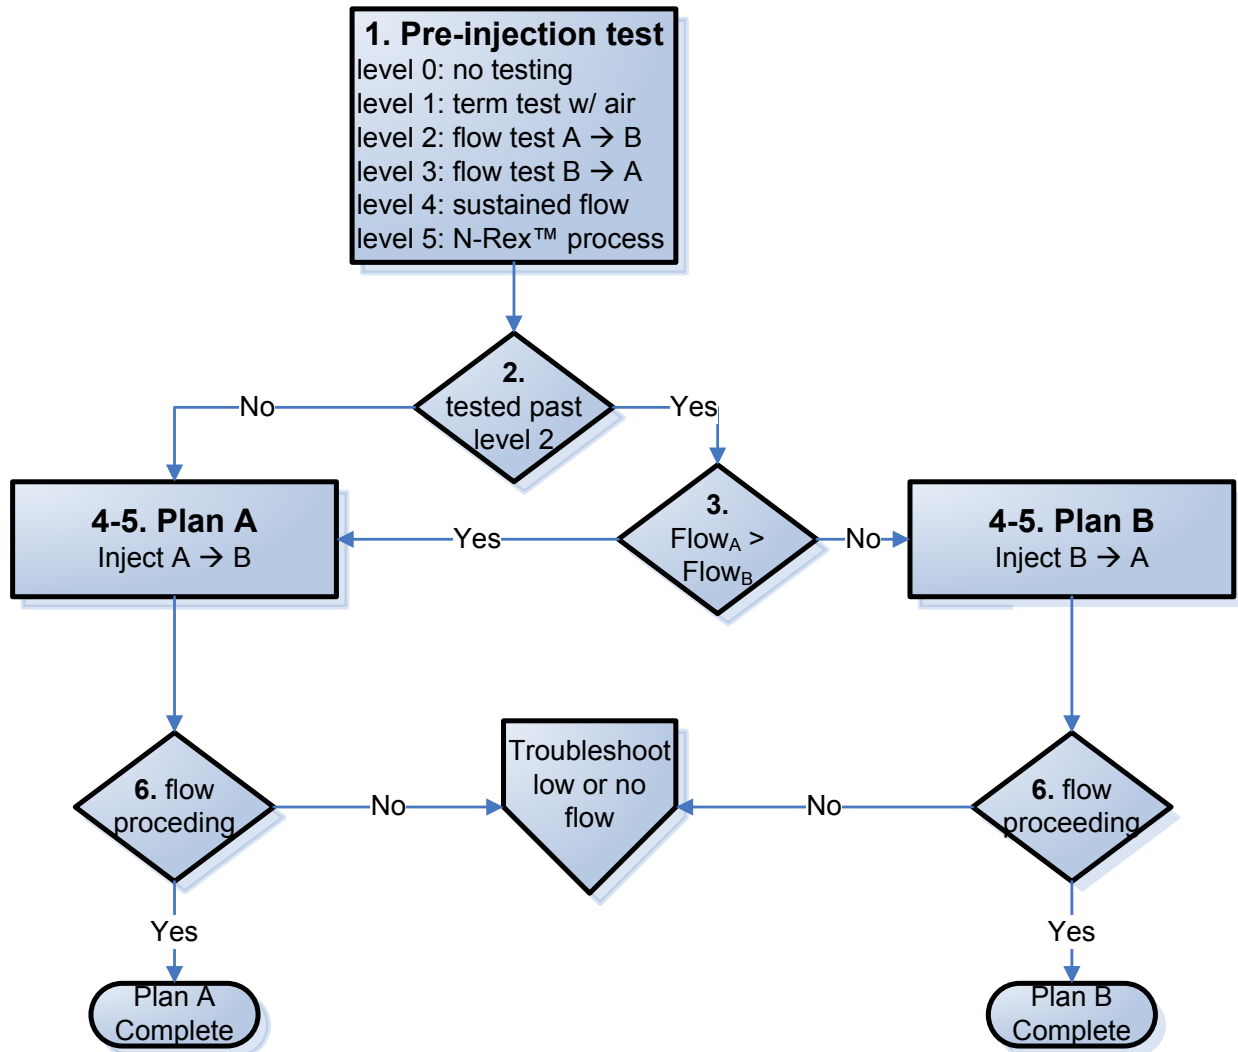 1. Pre-injection test
level 0: no testing
level 1: term test w/ air
level 2: flow test A → B
level 3: flow test B → A
level 4: sustained flow
level 5: N-Rex™ process
2.
tested past
level 2
No
Yes
4-5. Plan A
Inject A → B
Yes
3.
Flow_A >
Flow_B
No
4-5. Plan B
Inject B → A
6. flow
proceding
No
Troubleshoot
low or no
flow
No
6. flow
proceeding
Yes
Yes
Plan A
Complete
Plan B
Complete